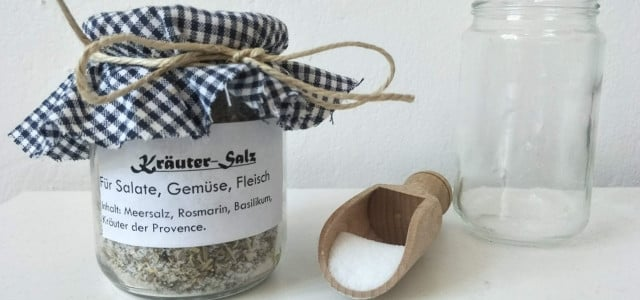 Kräuter-Salz
Für Salate, Gemüse, Fleisch
Inhalt: Meersalz, Rosmarin, Basilikum,
Kräuter der Provence.